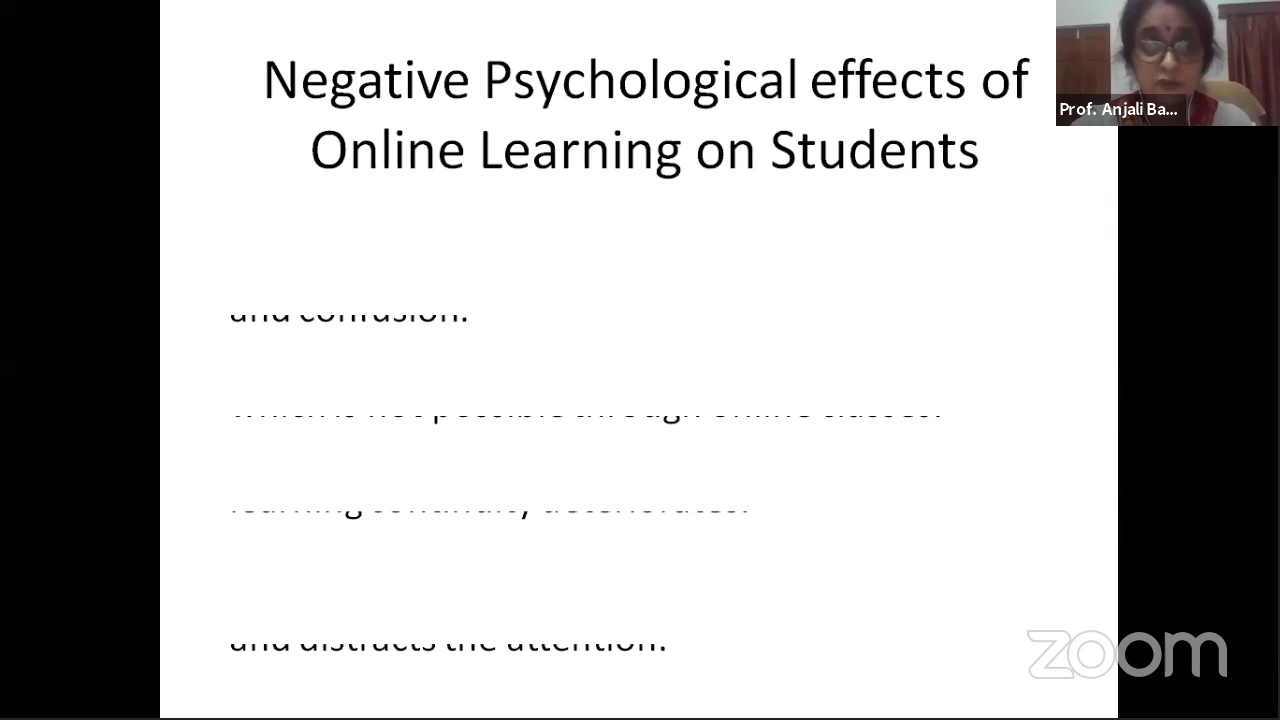 Negative Psychological effects of
Online Learning on Students
Prof. Anjali Ba...
and confusion.
which is not possible through online classes.
learning continuity deteriorates.
and distracts the attention.
zoom